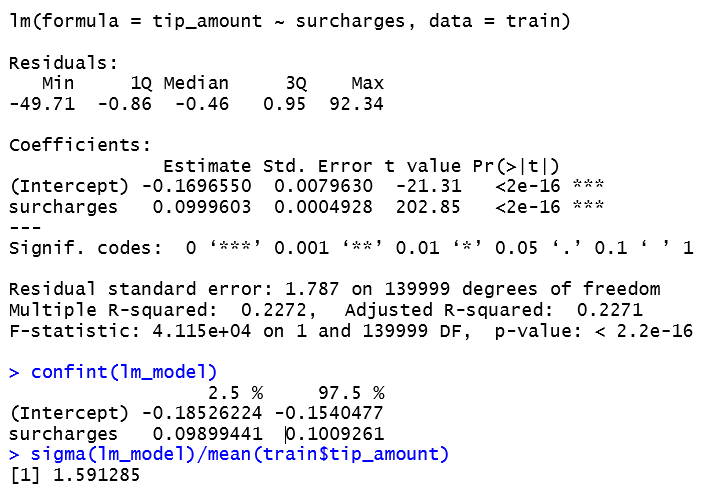 lm(formula = tip_amount ~ surcharges, data = train)
Residuals:
Min 1Q Median 3Q Max
-49.71 -0.86 -0.46 0.95 92.34
Coefficients:
Estimate Std. Error t value Pr(>|t|)
(Intercept) -0.1696550 0.0079630 -21.31 <2e-16 ***
surcharges 0.0999603 0.0004928 202.85 <2e-16 ***
---
Signif. codes: 0 ‘***’ 0.001 ‘**’ 0.01 ‘*’ 0.05 ‘.’ 0.1 ‘ ’ 1
Residual standard error: 1.787 on 139999 degrees of freedom
Multiple R-squared: 0.2272, Adjusted R-squared: 0.2271
F-statistic: 4.115e+04 on 1 and 139999 DF, p-value: < 2.2e-16
> confint(lm_model)
2.5 % 97.5 %
(Intercept) -0.18526224 -0.1540477
surcharges 0.09899441 0.1009261
> sigma(lm_model)/mean(train$tip_amount)
[1] 1.591285